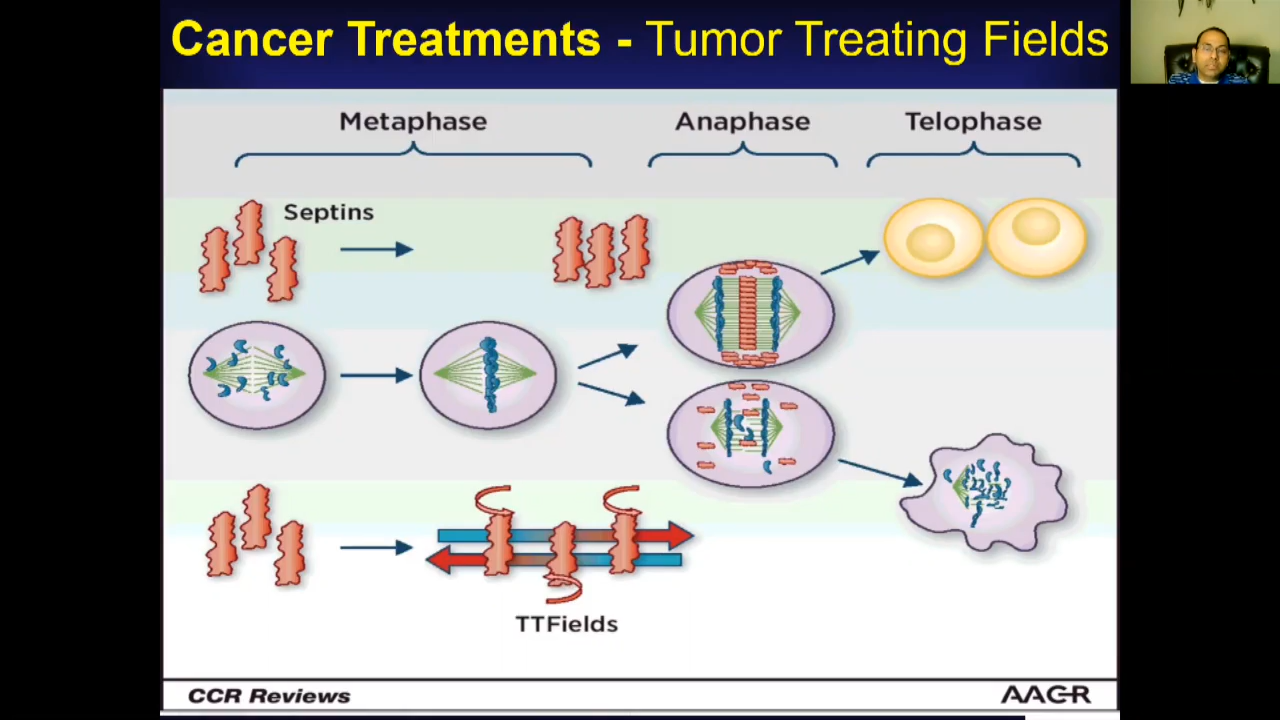 Cancer Treatments - Tumor Treating Fields
Metaphase
Anaphase
Telophase
Septins
TTFields
CCR Reviews
AACR